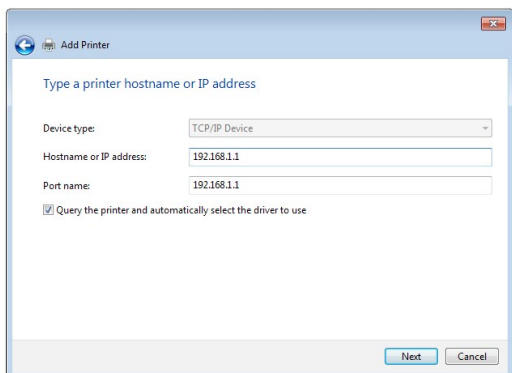 Add Printer
Type a printer hostname or IP address
Device type: TCP/IP Device
Hostname or IP address: 192.168.1.1
Port name: 192.168.1.1
Query the printer and automatically select the driver to use
Next Cancel